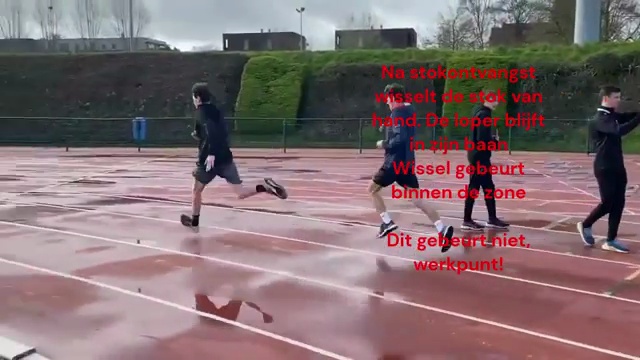 Na stokontvangst
wisselt de stok van
hand. De loper blijft
in zijn baan
Wissel gebeurt
binnen de zone
Dit gebeurt niet,
werkpunt!